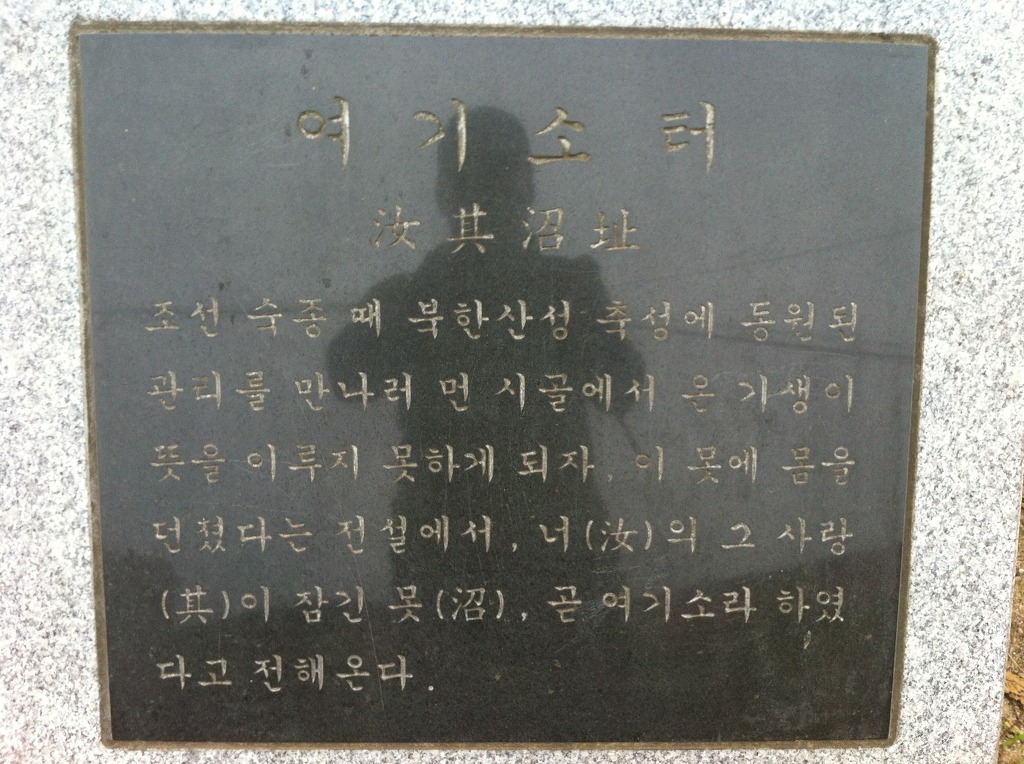 여기소터
汝其沼址
조선 숙종 때 북한산성 축성에 동원된
관리를 만나러 먼 시골에서 온 기생이
뜻을 이루지 못하게 되자, 이 못에 몸을
던졌다는 전설에서, 너(汝)의 그 사랑
(其)이 잠긴 못(沼), 곧 여기소라 하였
다고 전해온다.